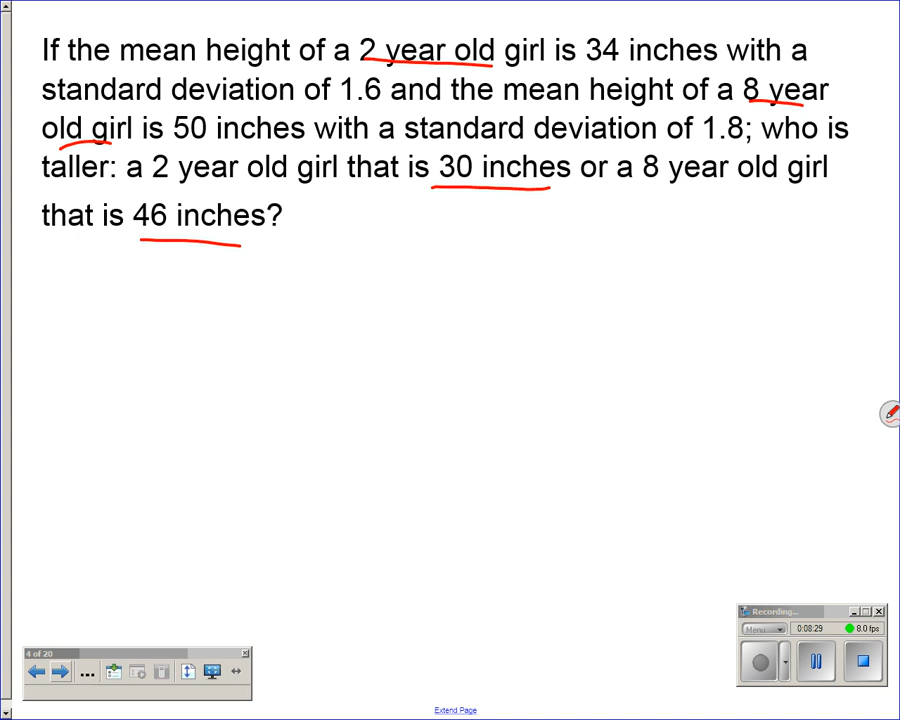 If the mean height of a 2 year old girl is 34 inches with a
standard deviation of 1.6 and the mean height of a 8 year
old girl is 50 inches with a standard deviation of 1.8; who is
taller: a 2 year old girl that is 30 inches or a 8 year old girl
that is 46 inches?
Recording...
Menu
0:08:29
8.0 fps
4 of 20
Extend Page